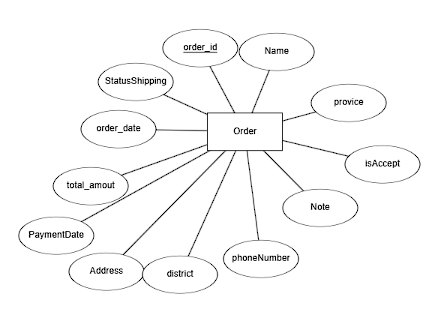 order_id
Name
StatusShipping
provice
order_date
Order
isAccept
total_amout
Note
PaymentDate
phoneNumber
Address
district